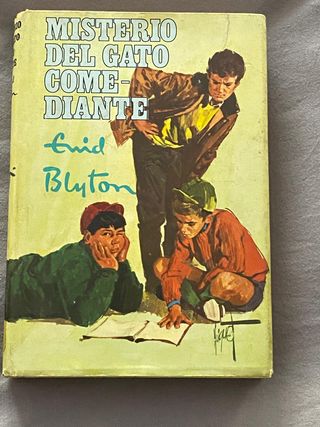 MISTERIO
DEL GATO
COME-
DIANTE
Enid
Blyton